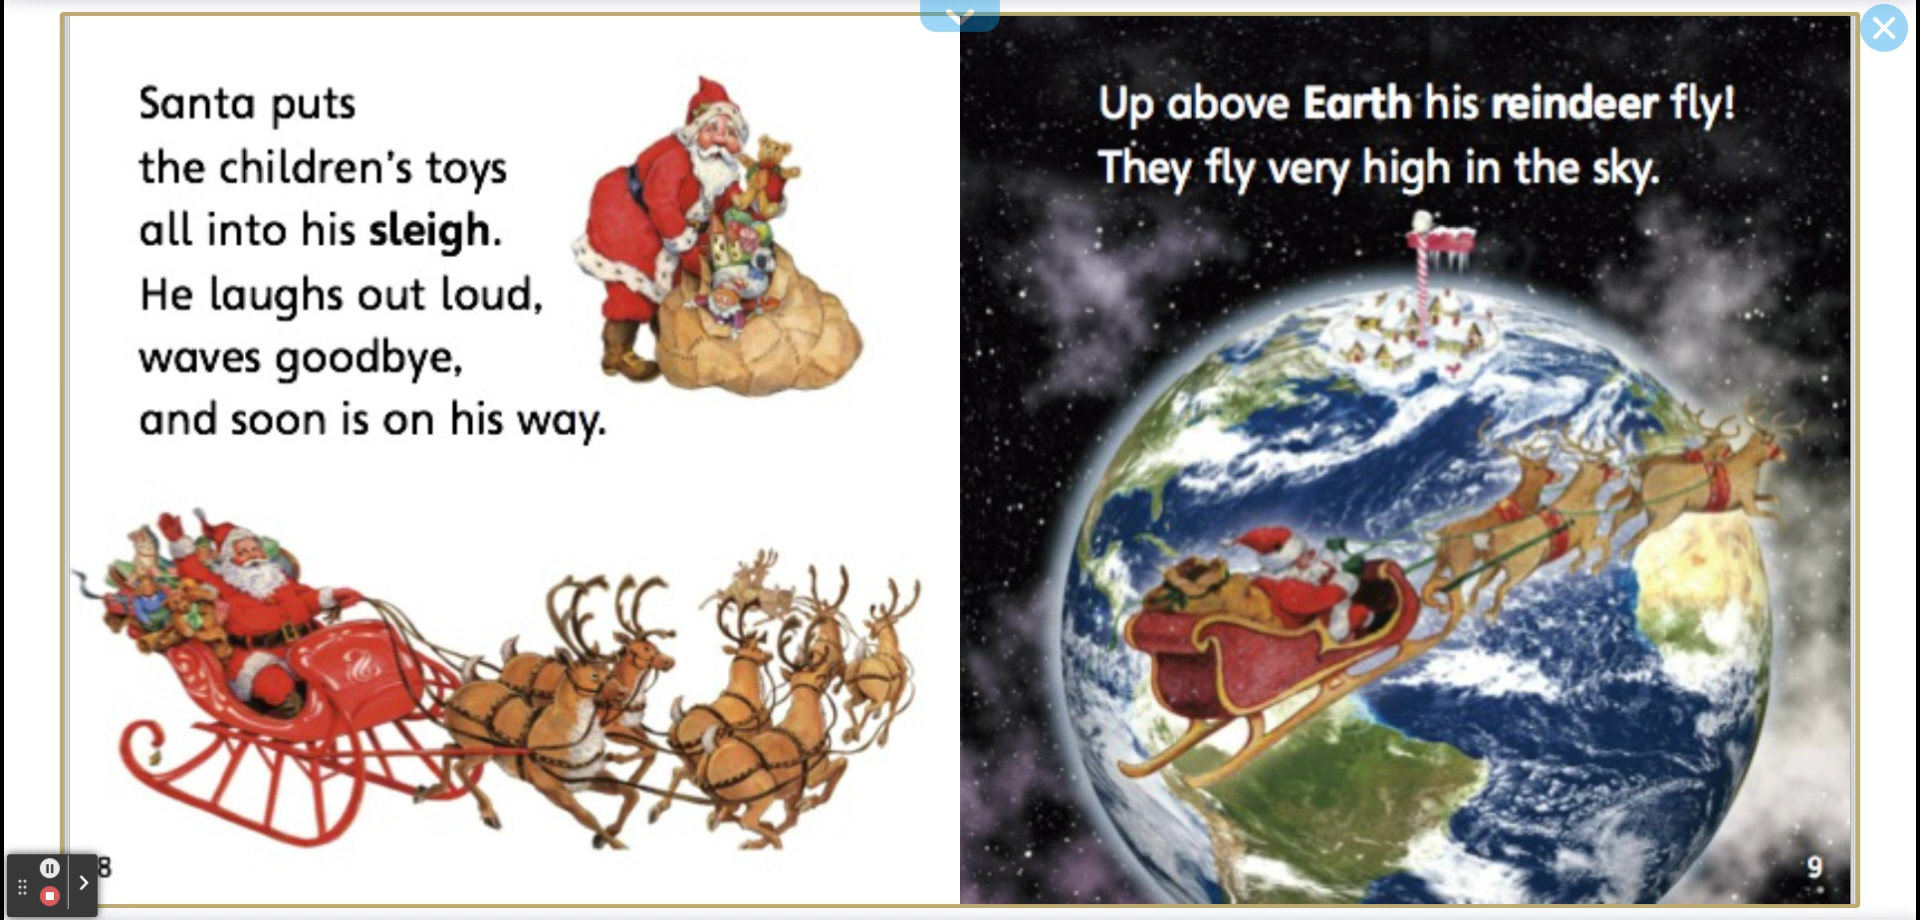 Santa puts
the children's toys
all into his sleigh.
He laughs out loud,
waves goodbye,
and soon is on his way.
8
Up above Earth his reindeer fly!
They fly very high in the sky.
9